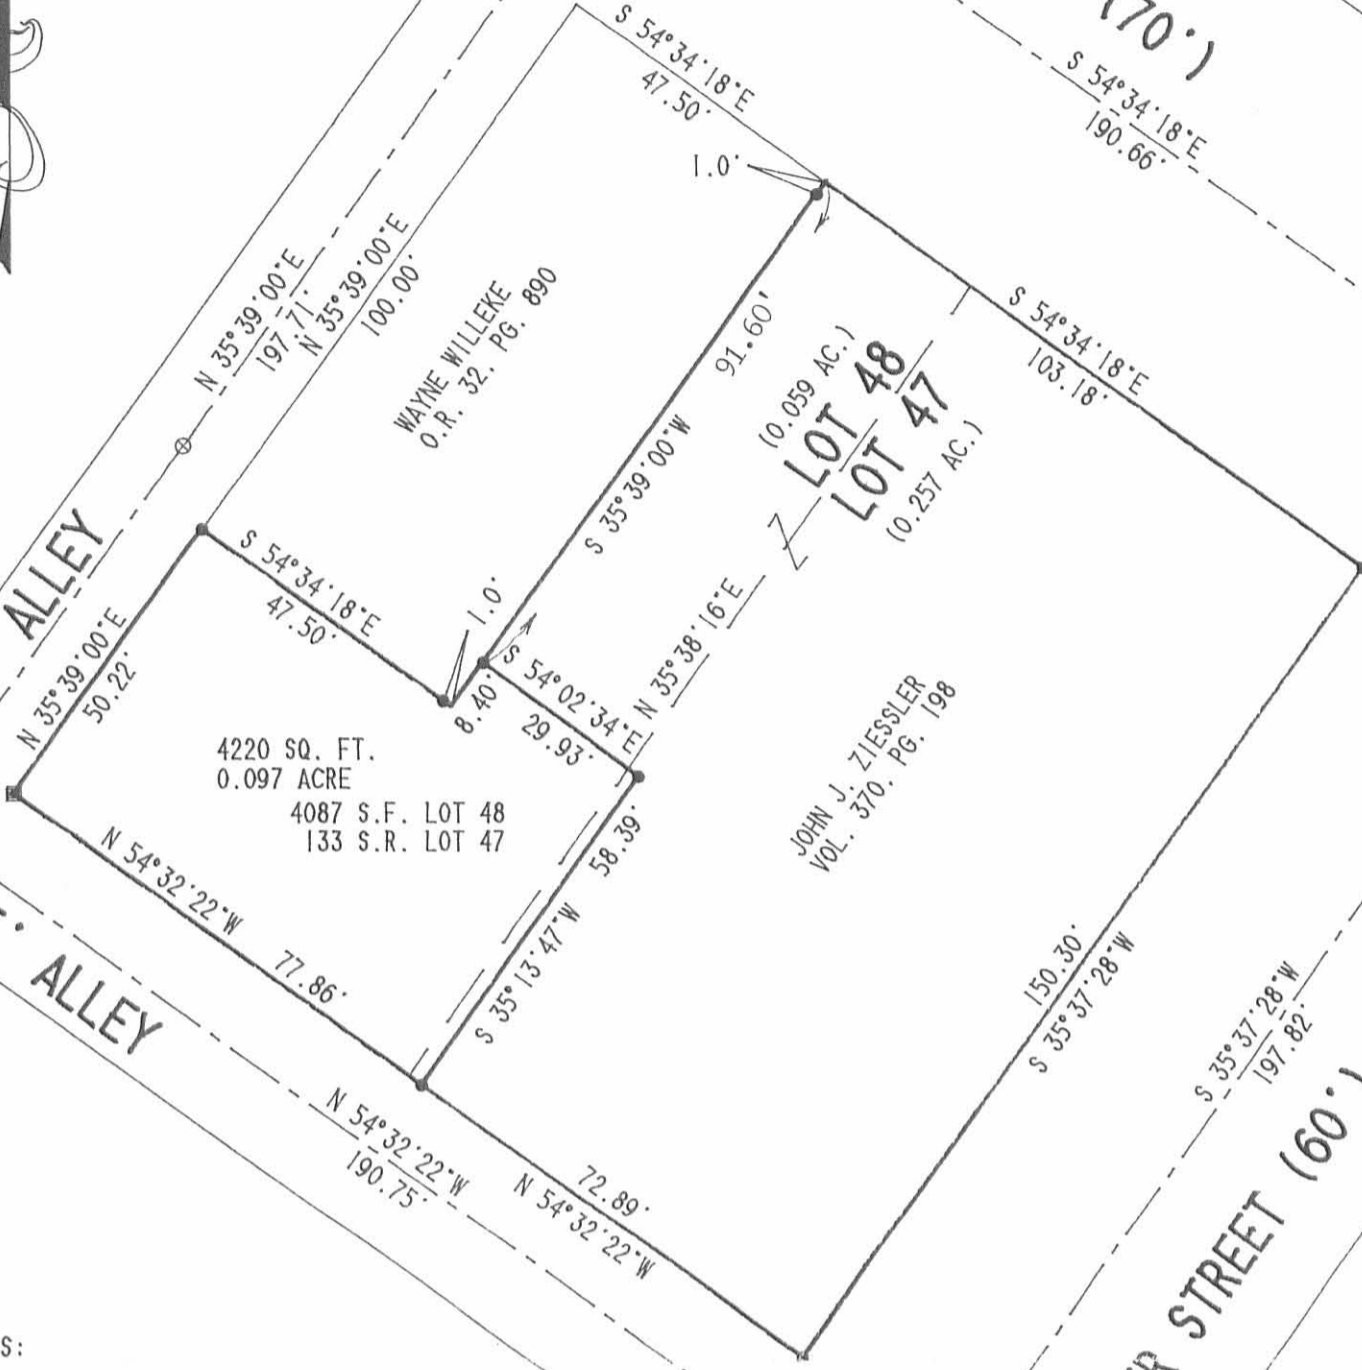 (70')
S 54°34'18"E
190.66'
S 54°34'18"E
47.50'
1.0'
N 35°39'00"E
197.71'
N 35°39'00"E
100.00'
WAYNE WILLEKE
O.R. 32, PG. 890
91.60'
S 35°39'00"W
(0.059 AC.)
LOT 48
LOT 47
(0.257 AC.)
S 54°34'18"E
103.18'
ALLEY
N 35°39'00"E
50.22'
S 54°34'18"E
47.50'
1.0'
8.40'
S 54°02'34"E
29.93'
N 35°38'16"E
JOHN J. ZIESSLER
VOL. 370, PG. 198
4220 SQ. FT.
0.097 ACRE
4087 S.F. LOT 48
133 S.R. LOT 47
58.39'
S 35°13'47"W
N 54°32'22"W
77.86'
ALLEY
150.30'
S 35°37'28"W
S 35°37'28"W
197.82'
N 54°32'22"W
190.75'
72.89'
N 54°32'22"W
STREET (60')
S: